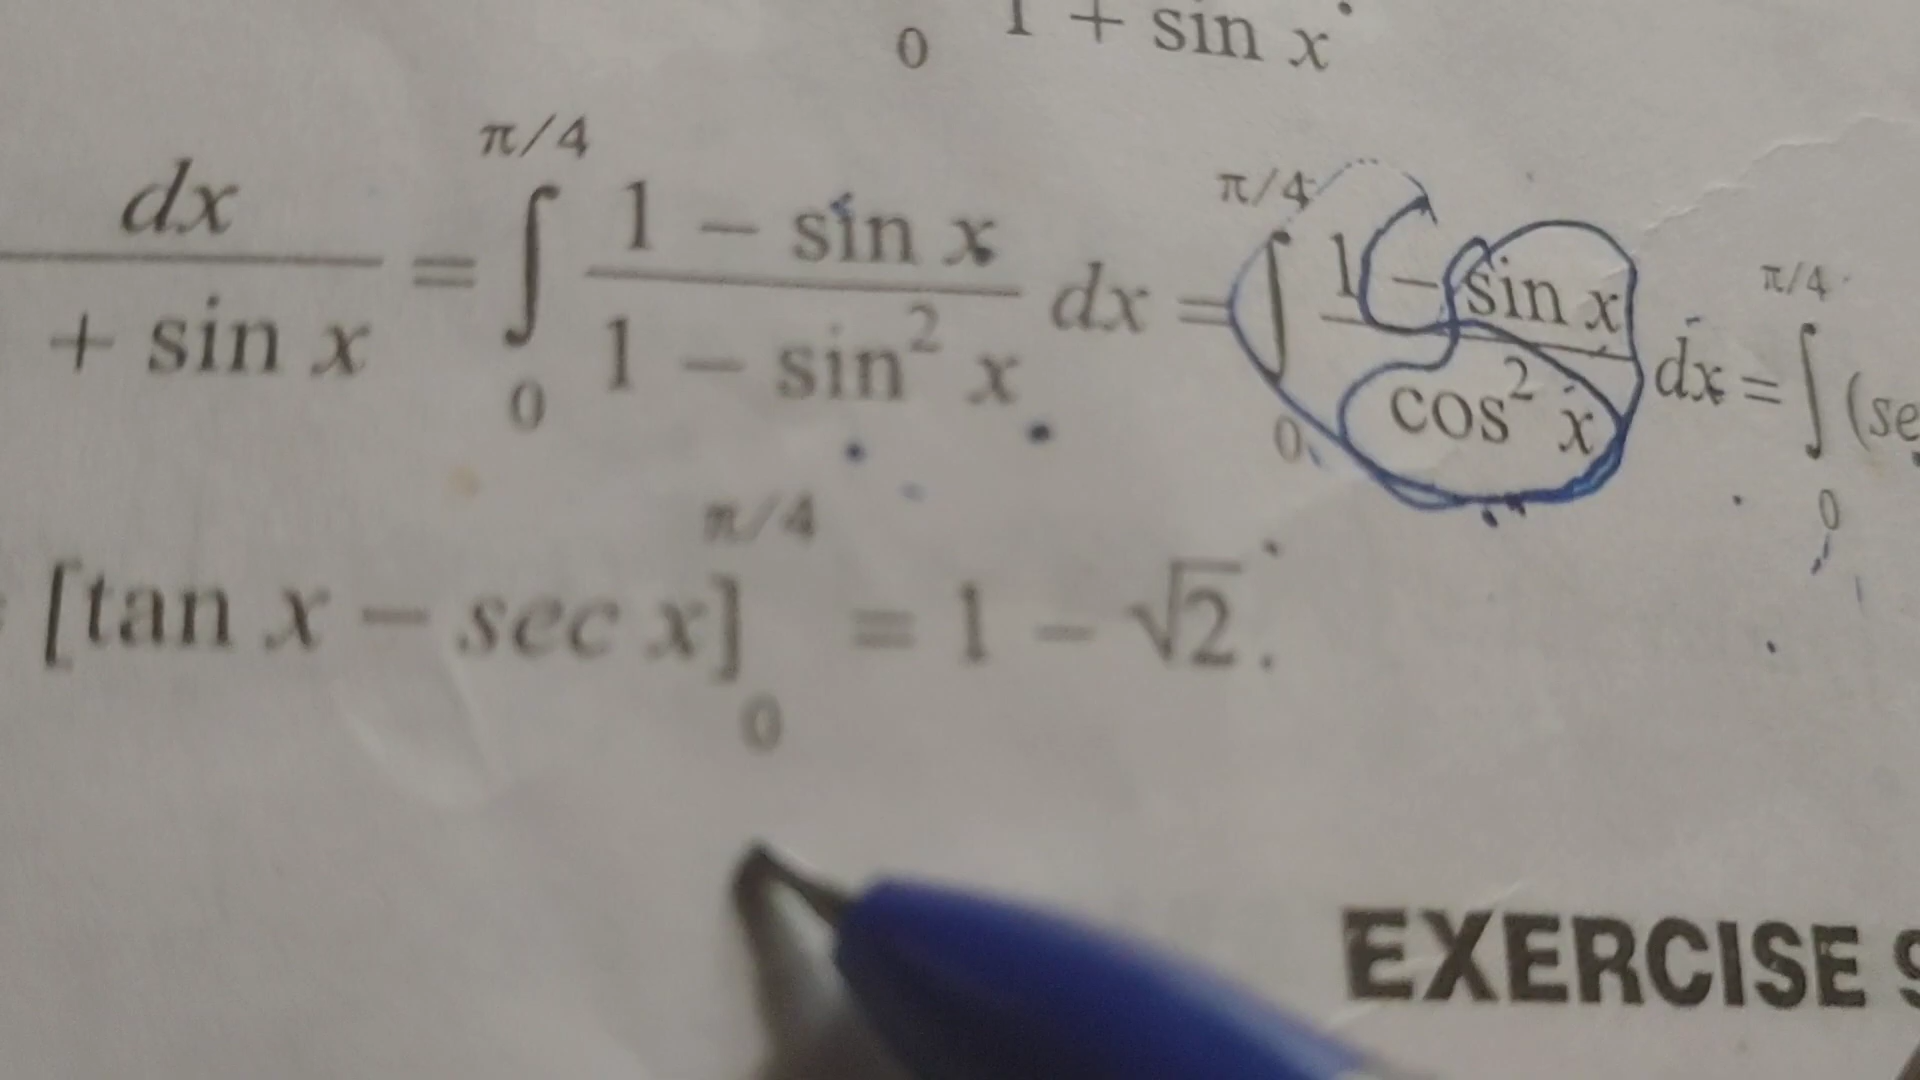 0 1 + sin x
dx / + sin x = ∫₀^π/4 (1 − sin x)/(1 − sin² x) dx = ∫₀^π/4 (1 − sin x)/(cos² x) dx = ∫₀^π/4 (se
[tan x − sec x]₀^π/4 = 1 − √2.
EXERCISE 9